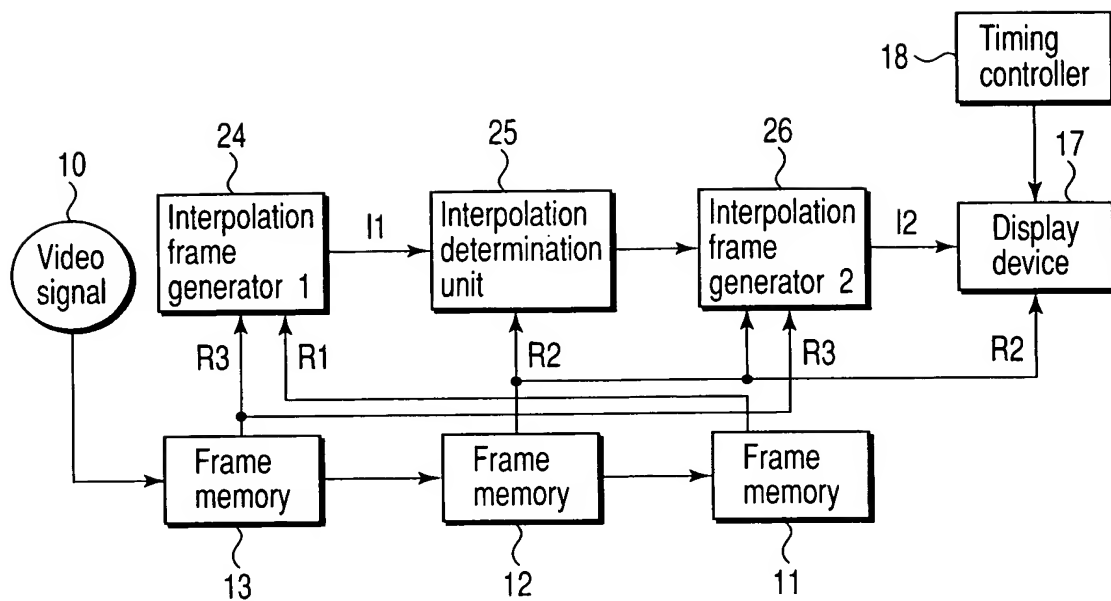 18
Timing
controller
10
24
25
26
17
Video
signal
Interpolation
frame
generator 1
I1
Interpolation
determination
unit
Interpolation
frame
generator 2
I2
Display
device
R3
R1
R2
R3
R2
Frame
memory
Frame
memory
Frame
memory
13
12
11